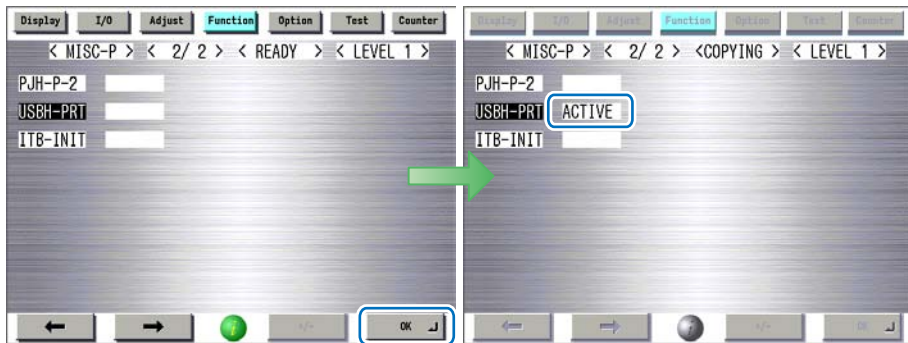 Display I/O Adjust Function Option Test Counter
< MISC-P > < 2/ 2 > < READY > < LEVEL 1 >
PJH-P-2
USBH-PRT
ITB-INIT
+/-
OK
Display I/O Adjust Function Option Test Counter
< MISC-P > < 2/ 2 > <COPYING > < LEVEL 1 >
PJH-P-2
USBH-PRT ACTIVE
ITB-INIT
+/-
OK